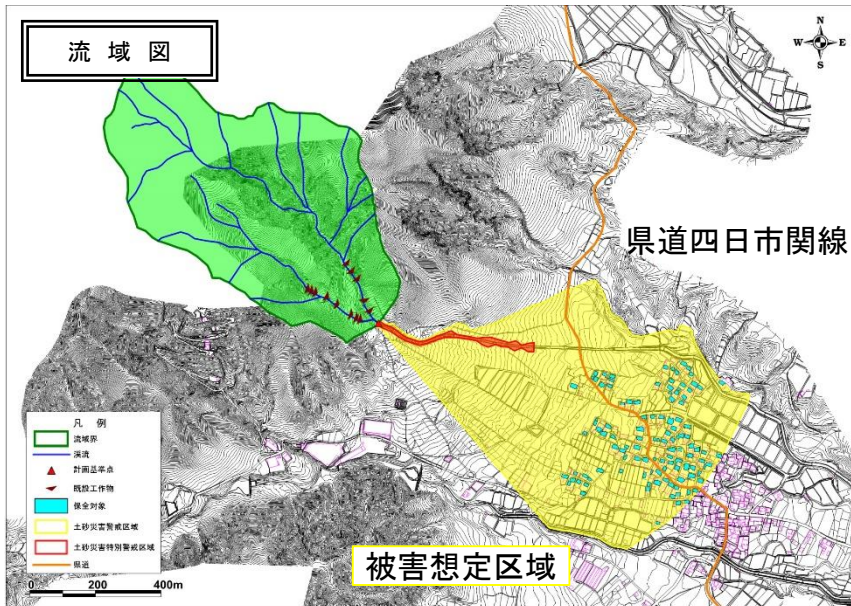 流域図
N
W E
S
県道四日市関線
凡 例
流域界
渓流
計画基準点
既設工作物
保全対象
土砂災害警戒区域
土砂災害特別警戒区域
県道
0 200 400m
被害想定区域